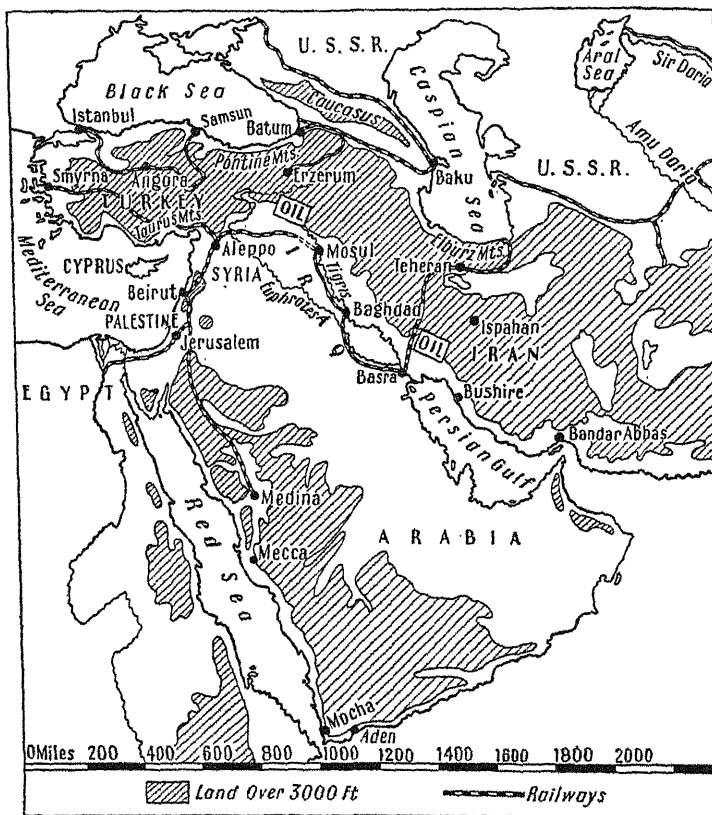 U.S.S.R.
Aral Sea
Sir Daria
Black Sea
Caspian Sea
Caucasus
Istanbul
Samsun
Batum
Amu Daria
U.S.S.R.
Pontine Mts.
Smyrna
Angora
Erzerum
Baku
TURKEY
Taurus Mts.
OIL
Elburz Mts.
Aleppo
Mosul
Teheran
CYPRUS
SYRIA
IRAQ
Tigris
Mediterranean Sea
Beirut
Euphrates
Baghdad
Ispahan
PALESTINE
Jerusalem
OIL
IRAN
Basra
EGYPT
Bushire
Persian Gulf
Bandar Abbas
Medina
Red Sea
ARABIA
Mecca
Mocha
Aden
0 Miles 200 400 600 800 1000 1200 1400 1600 1800 2000
Land Over 3000 Ft
Railways